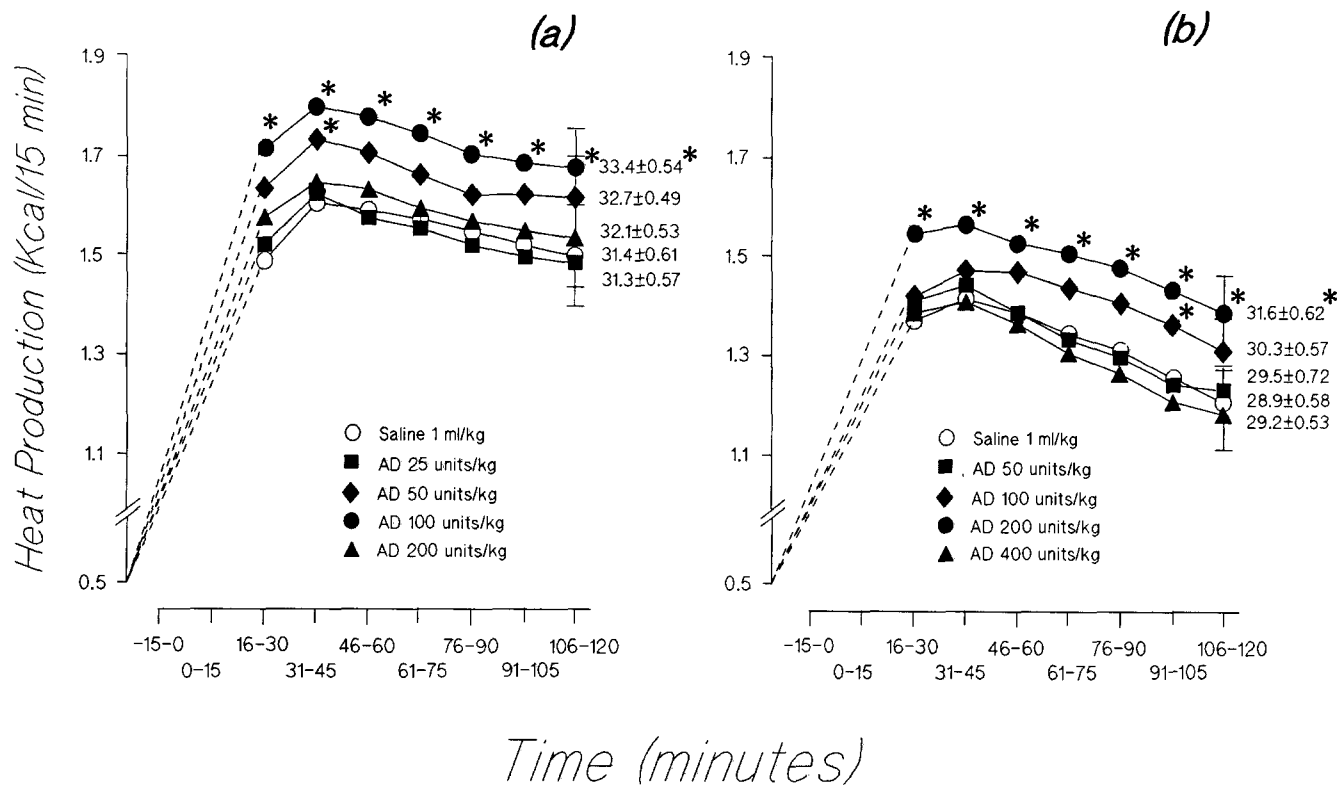 (a)
(b)
Heat Production (Kcal/15 min)
1.9
1.7
1.5
1.3
1.1
0.5
* * * * * * * *
*
33.4±0.54
32.7±0.49
32.1±0.53
31.4±0.61
31.3±0.57
Saline 1 ml/kg
AD 25 units/kg
AD 50 units/kg
AD 100 units/kg
AD 200 units/kg
-15-0
0-15
16-30
31-45
46-60
61-75
76-90
91-105
106-120
1.9
1.7
1.5
1.3
1.1
0.5
* * * * * * * *
*
31.6±0.62
30.3±0.57
29.5±0.72
28.9±0.58
29.2±0.53
Saline 1 ml/kg
AD 50 units/kg
AD 100 units/kg
AD 200 units/kg
AD 400 units/kg
-15-0
0-15
16-30
31-45
46-60
61-75
76-90
91-105
106-120
Time (minutes)